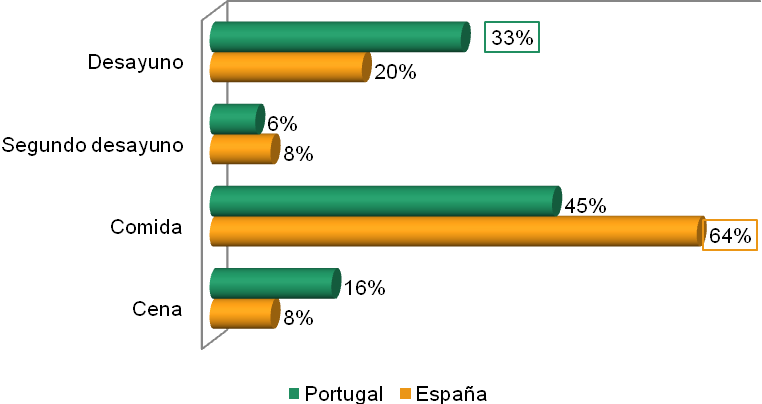 33%
Desayuno
20%
6%
Segundo desayuno
8%
45%
Comida
64%
16%
Cena
8%
Portugal España